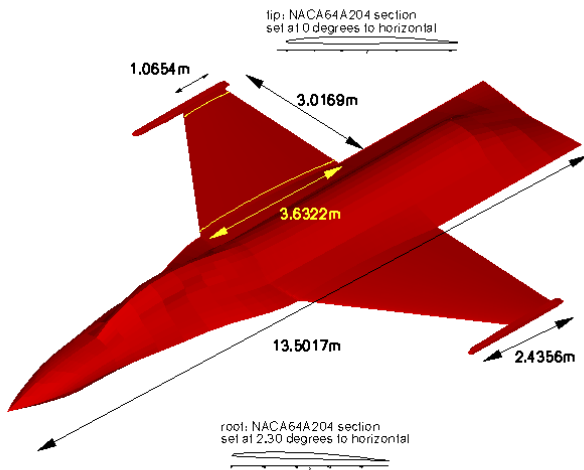 tip: NACA64A204 section
set at 0 degrees to horizontal
1.0654m
3.0169m
3.6322m
13.5017m
2.4356m
root: NACA64A204 section
set at 2.30 degrees to horizontal